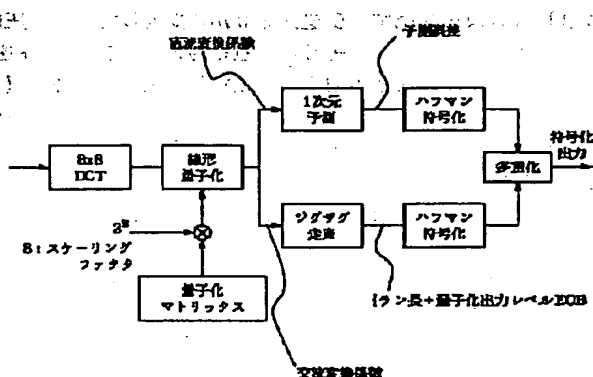 直流変換係数
予測誤差
1次元
予測
ハフマン
符号化
8x8
DCT
線形
量子化
多重化
符号化
出力
2^S
S:スケーリング
ファクタ
ジグザグ
走査
ハフマン
符号化
量子化
マトリックス
(ラン長+量子化出力レベルEOB
交流変換係数